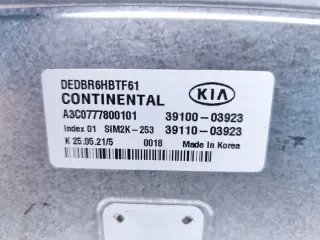 DEDBR6HBTF61
CONTINENTAL KIA
A3C0777800101 39100-03923
Index 01 SIM2K-253 39110-03923
K 25.05.21/5 0018 Made In Korea